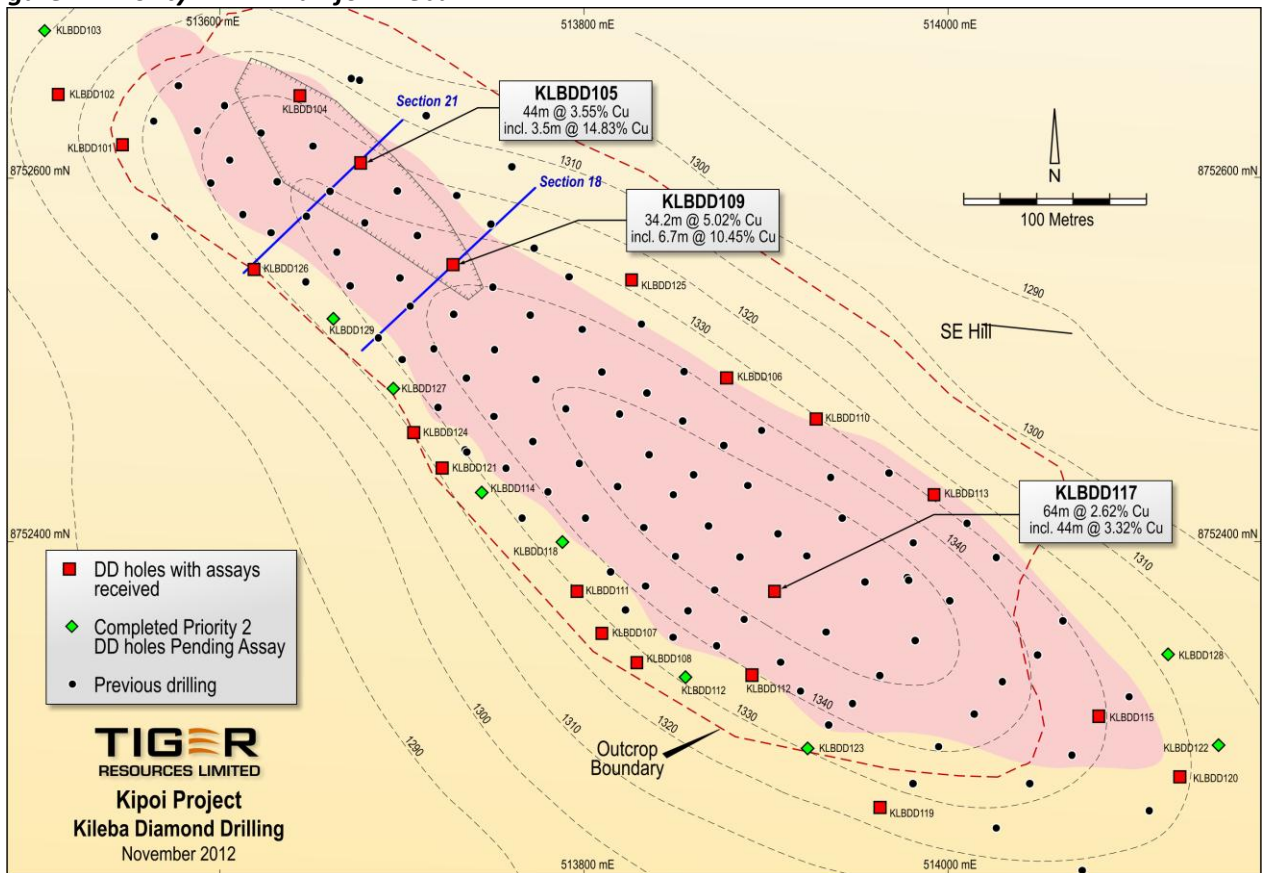 513600 mE
513800 mE
514000 mE
KLBDD103
KLBDD102
KLBDD104
KLBDD101
Section 21
KLBDD105
44m @ 3.55% Cu
incl. 3.5m @ 14.83% Cu
1310
1300
N
8752600 mN
8752600 mN
Section 18
KLBDD109
34.2m @ 5.02% Cu
incl. 6.7m @ 10.45% Cu
100 Metres
KLBDD126
KLBDD125
1290
1320
1330
SE Hill
KLBDD129
KLBDD127
KLBDD106
KLBDD110
KLBDD124
1300
KLBDD121
KLBDD114
KLBDD113
KLBDD117
64m @ 2.62% Cu
incl. 44m @ 3.32% Cu
8752400 mN
8752400 mN
KLBDD118
1340
1310
DD holes with assays
received
Completed Priority 2
DD holes Pending Assay
Previous drilling
KLBDD111
KLBDD107
KLBDD108
KLBDD112
KLBDD112
KLBDD128
1340
1330
1320
1310
1300
1290
KLBDD115
KLBDD122
KLBDD123
KLBDD120
KLBDD119
Outcrop
Boundary
TIGER
RESOURCES LIMITED
Kipoi Project
Kileba Diamond Drilling
November 2012
513800 mE
514000 mE